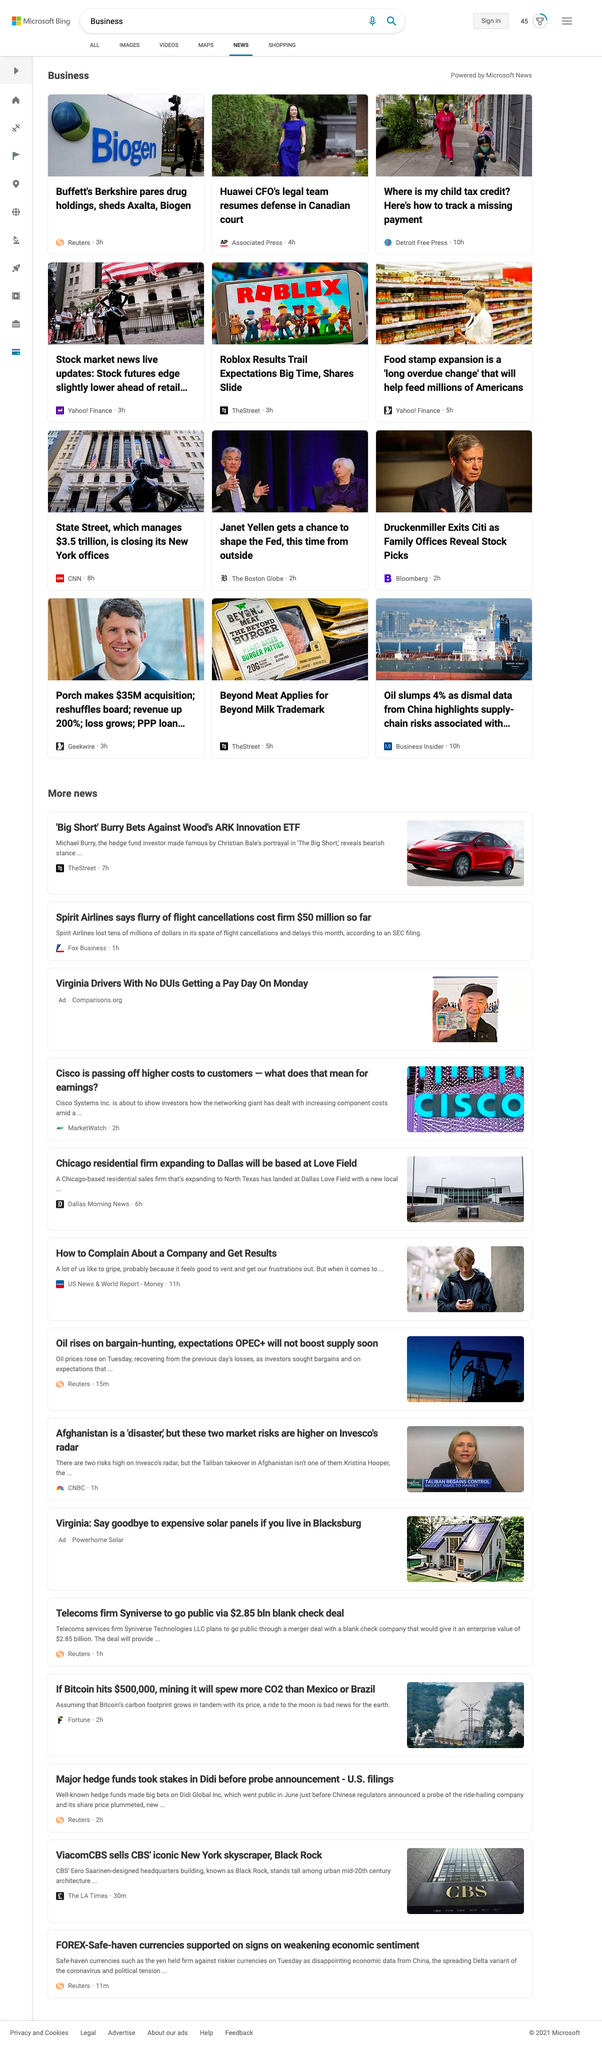 Microsoft Bing
Business
Sign in
45
ALL
IMAGES
VIDEOS
MAPS
NEWS
SHOPPING
Business
Powered by Microsoft News
Biogen
Buffett's Berkshire pares drug
holdings, sheds Axalta, Biogen
Reuters · 3h
Huawei CFO's legal team
resumes defense in Canadian
court
AP Associated Press · 4h
Where is my child tax credit?
Here's how to track a missing
payment
Detroit Free Press · 10h
Stock market news live
updates: Stock futures edge
slightly lower ahead of retail...
Yahoo! Finance · 3h
ROBLOX
Roblox Results Trail
Expectations Big Time, Shares
Slide
TheStreet · 3h
Food stamp expansion is a
'long overdue change' that will
help feed millions of Americans
Yahoo! Finance · 5h
State Street, which manages
$3.5 trillion, is closing its New
York offices
CNN · 8h
Janet Yellen gets a chance to
shape the Fed, this time from
outside
The Boston Globe · 2h
Druckenmiller Exits Citi as
Family Offices Reveal Stock
Picks
B Bloomberg · 2h
Porch makes $35M acquisition;
reshuffles board; revenue up
200%; loss grows; PPP loan...
Geekwire · 3h
BEYOND
MEAT
THE BEYOND
BURGER
PLANT-BASED
BURGER PATTIES
20G
Beyond Meat Applies for
Beyond Milk Trademark
TheStreet · 5h
Oil slumps 4% as dismal data
from China highlights supply-
chain risks associated with...
Business Insider · 10h
More news
'Big Short' Burry Bets Against Wood's ARK Innovation ETF
Michael Burry, the hedge fund investor made famous by Christian Bale's portrayal in 'The Big Short,' reveals bearish
stance ...
TheStreet · 7h
Spirit Airlines says flurry of flight cancellations cost firm $50 million so far
Spirit Airlines lost tens of millions of dollars in its spate of flight cancellations and delays this month, according to an SEC filing.
Fox Business · 1h
Virginia Drivers With No DUIs Getting a Pay Day On Monday
Ad Comparisons.org
Cisco is passing off higher costs to customers — what does that mean for
earnings?
Cisco Systems Inc. is about to show investors how the networking giant has dealt with increasing component costs
amid a ...
MarketWatch · 2h
CISCO
Chicago residential firm expanding to Dallas will be based at Love Field
A Chicago-based residential sales firm that's expanding to North Texas has landed at Dallas Love Field with a new local
...
Dallas Morning News · 6h
How to Complain About a Company and Get Results
A lot of us like to gripe, probably because it feels good to vent and get our frustrations out. But when it comes to ...
US News & World Report - Money · 11h
Oil rises on bargain-hunting, expectations OPEC+ will not boost supply soon
Oil prices rose on Tuesday, recovering from the previous day's losses, as investors sought bargains and on
expectations that ...
Reuters · 15m
Afghanistan is a 'disaster,' but these two market risks are higher on Invesco's
radar
There are two risks high on Invesco's radar, but the Taliban takeover in Afghanistan isn't one of them.Kristina Hooper,
the ...
CNBC · 1h
TALIBAN REGAINS CONTROL
BIGGEST RISKS TO MARKET
Virginia: Say goodbye to expensive solar panels if you live in Blacksburg
Ad Powerhome Solar
Telecoms firm Syniverse to go public via $2.85 bln blank check deal
Telecoms services firm Syniverse Technologies LLC plans to go public through a merger deal with a blank check company that would give it an enterprise value of
$2.85 billion. The deal will provide ...
Reuters · 1h
If Bitcoin hits $500,000, mining it will spew more CO2 than Mexico or Brazil
Assuming that Bitcoin's carbon footprint grows in tandem with its price, a ride to the moon is bad news for the earth.
Fortune · 2h
Major hedge funds took stakes in Didi before probe announcement - U.S. filings
Well-known hedge funds made big bets on Didi Global Inc, which went public in June just before Chinese regulators announced a probe of the ride-hailing company
and its share price plummeted, new ...
Reuters · 2h
ViacomCBS sells CBS' iconic New York skyscraper, Black Rock
CBS' Eero Saarinen-designed headquarters building, known as Black Rock, stands tall among urban mid-20th century
architecture ...
The LA Times · 30m
CBS
FOREX-Safe-haven currencies supported on signs on weakening economic sentiment
Safe-haven currencies such as the yen held firm against riskier currencies on Tuesday as disappointing economic data from China, the spreading Delta variant of
the coronavirus and political tension ...
Reuters · 11m
Privacy and Cookies
Legal
Advertise
About our ads
Help
Feedback
© 2021 Microsoft